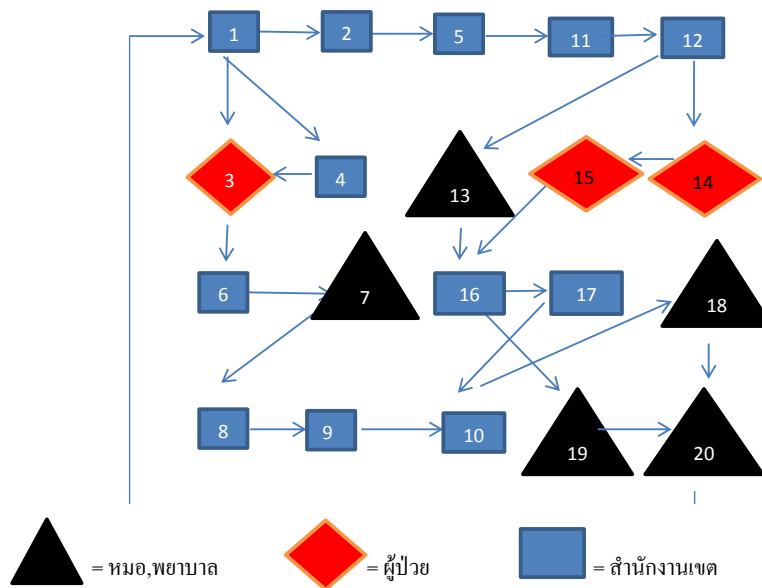 1 2 5 11 12
3 4 13 15 14
6 7 16 17 18
8 9 10 19 20
= หมอ,พยาบาล = ผู้ป่วย = สำนักงานเขต